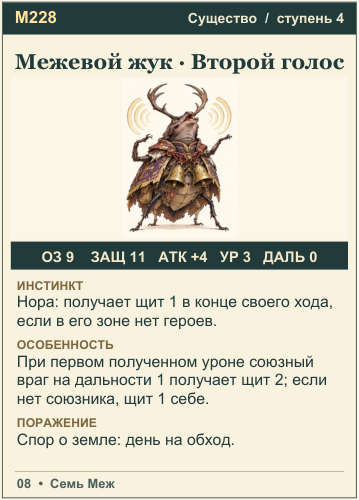 M228
Существо / ступень 4
Межевой жук · Второй голос
ОЗ 9 ЗАЩ 11 АТК +4 УР 3 ДАЛЬ 0
ИНСТИНКТ
Нора: получает щит 1 в конце своего хода,
если в его зоне нет героев.
ОСОБЕННОСТЬ
При первом полученном уроне союзный
враг на дальности 1 получает щит 2; если
нет союзника, щит 1 себе.
ПОРАЖЕНИЕ
Спор о земле: день на обход.
08 • Семь Меж